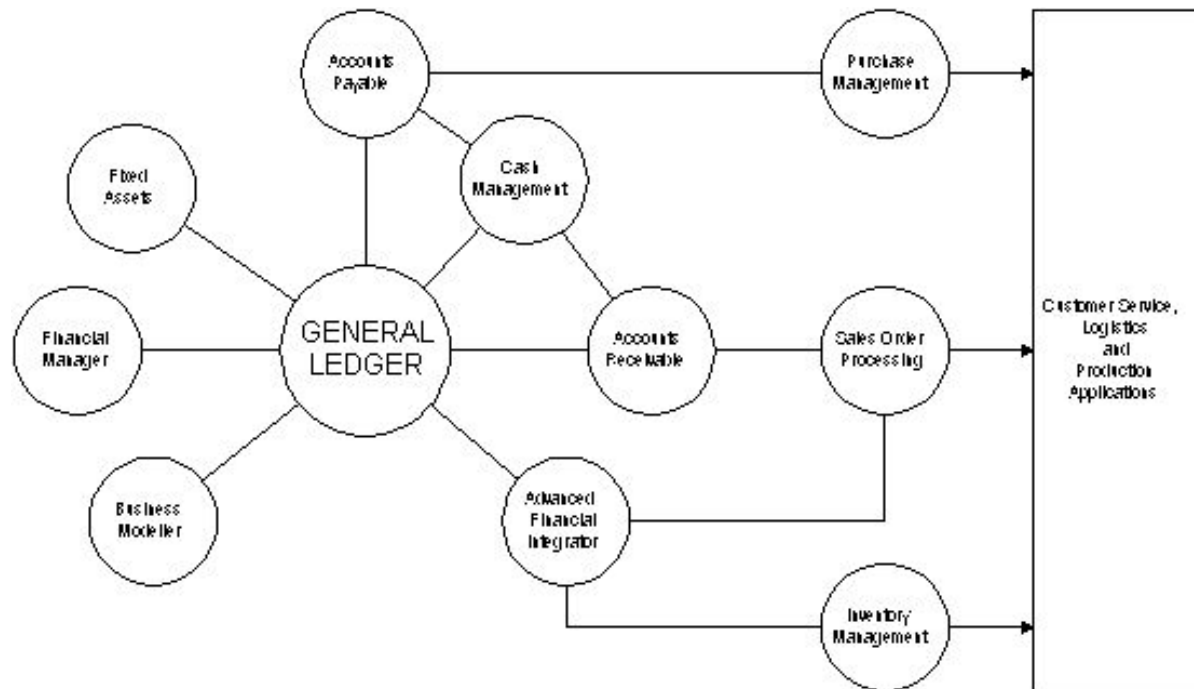 Accounts
Payable
Purchase
Management
Fixed
Assets
Cash
Management
GENERAL
LEDGER
Financial
Manager
Accounts
Receivable
Sales Order
Processing
Customer Service,
Logistics
and
Production
Applications
Business
Modeller
Advanced
Financial
Integrator
Inventory
Management